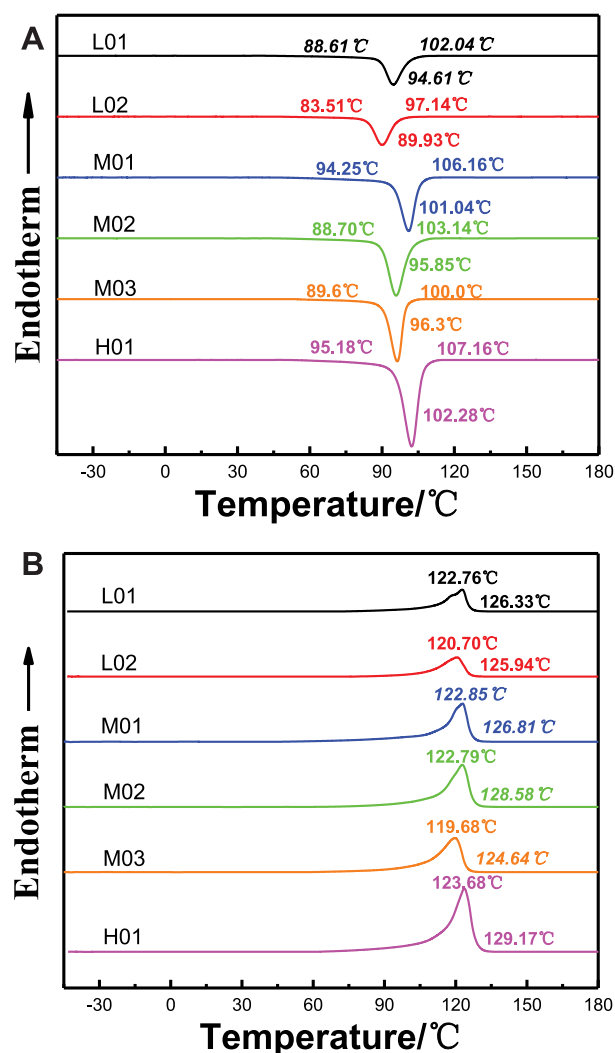 A
L01
88.61℃
102.04℃
94.61℃
L02
83.51℃
97.14℃
89.93℃
M01
94.25℃
106.16℃
101.04℃
M02
88.70℃
103.14℃
95.85℃
M03
89.6℃
100.0℃
96.3℃
H01
95.18℃
107.16℃
102.28℃
Endotherm
-30 0 30 60 90 120 150 180
Temperature/℃
B
L01
122.76℃
126.33℃
L02
120.70℃
125.94℃
M01
122.85℃
126.81℃
M02
122.79℃
128.58℃
M03
119.68℃
124.64℃
H01
123.68℃
129.17℃
Endotherm
-30 0 30 60 90 120 150 180
Temperature/℃